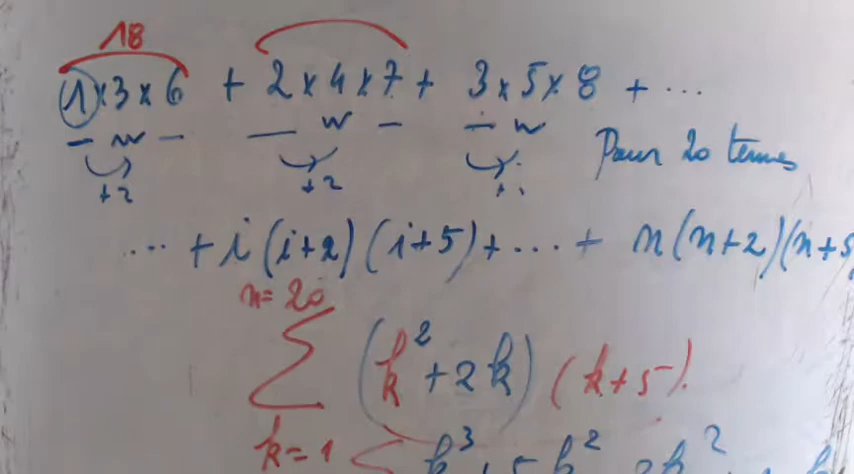 18
1 × 3 × 6 + 2 × 4 × 7 + 3 × 5 × 8 + ...
+2 +2
Pour 20 termes
... + i (i+2) (i+5) + ... + n (n+2) (n+5
n = 20
∑ (k² + 2k) (k+5)
k = 1